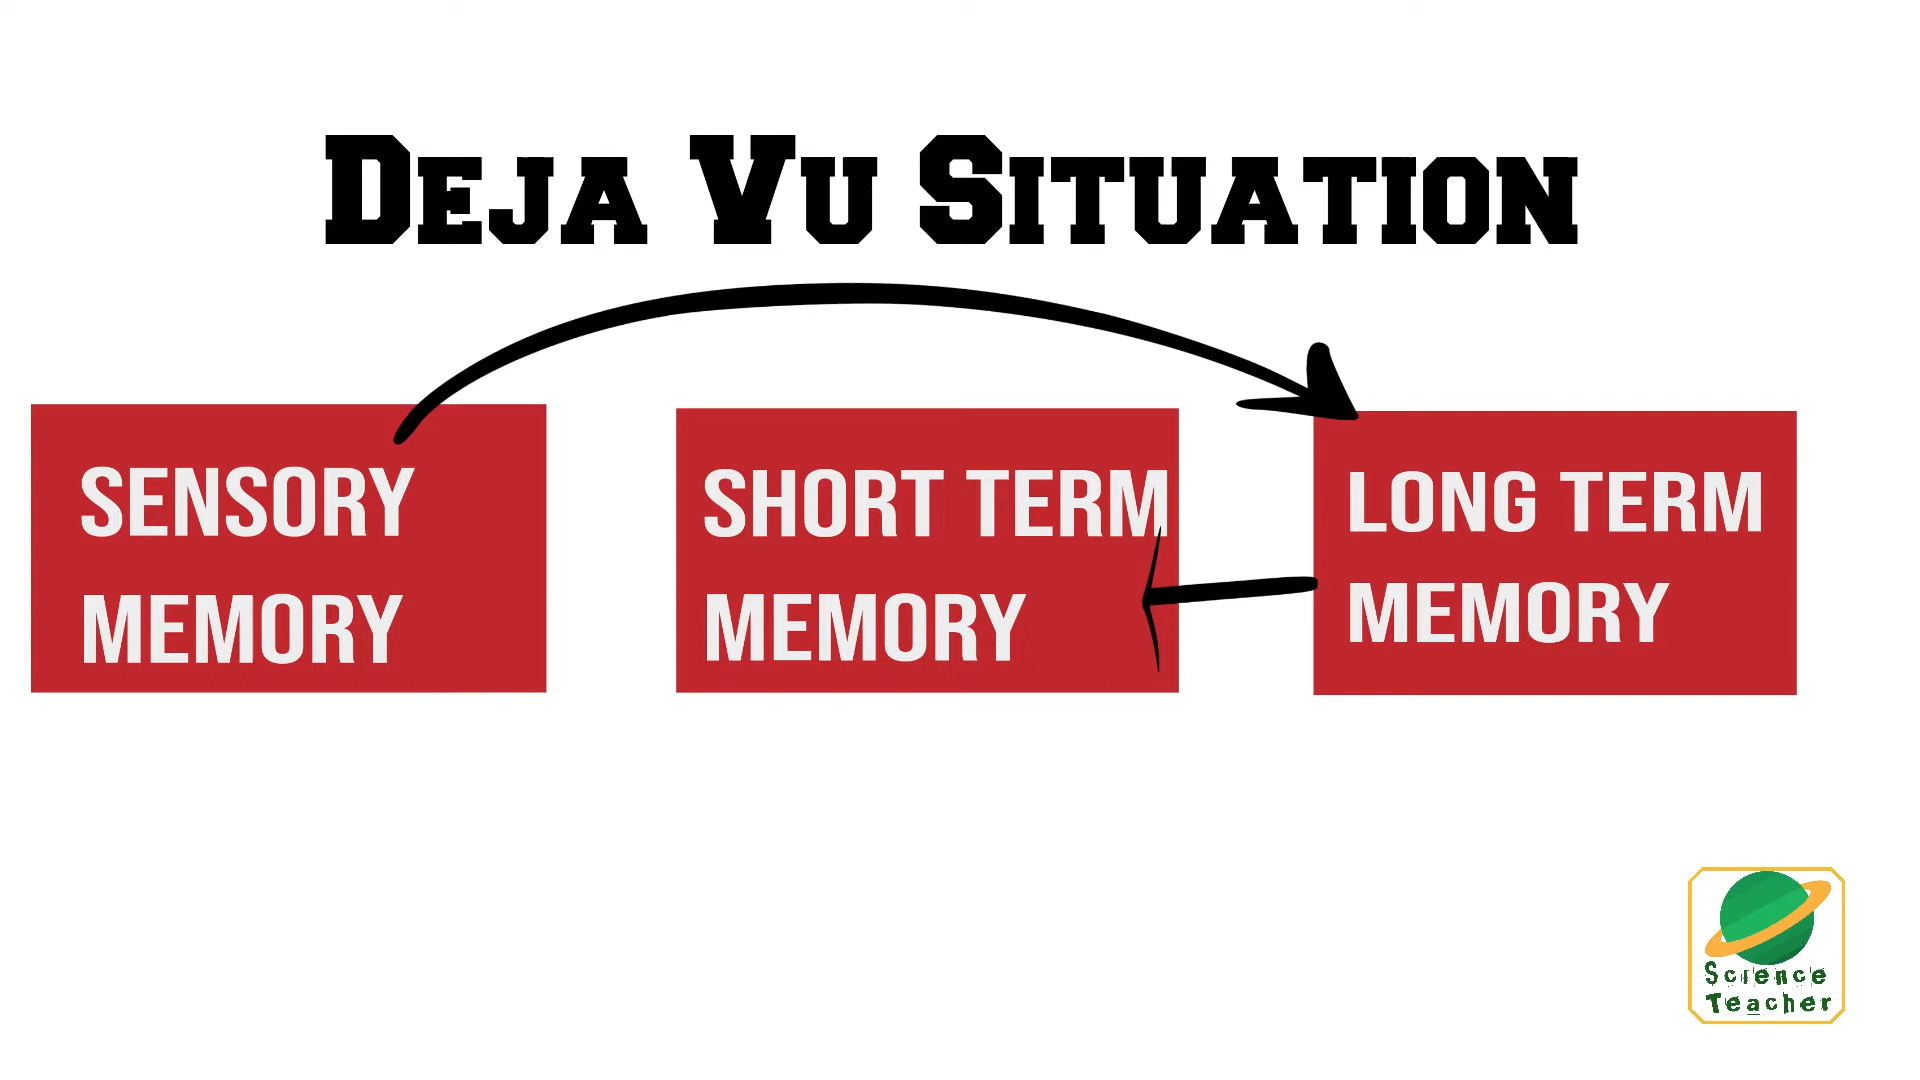 Deja Vu Situation
SENSORY
MEMORY
SHORT TERM
MEMORY
LONG TERM
MEMORY
Science
Teacher